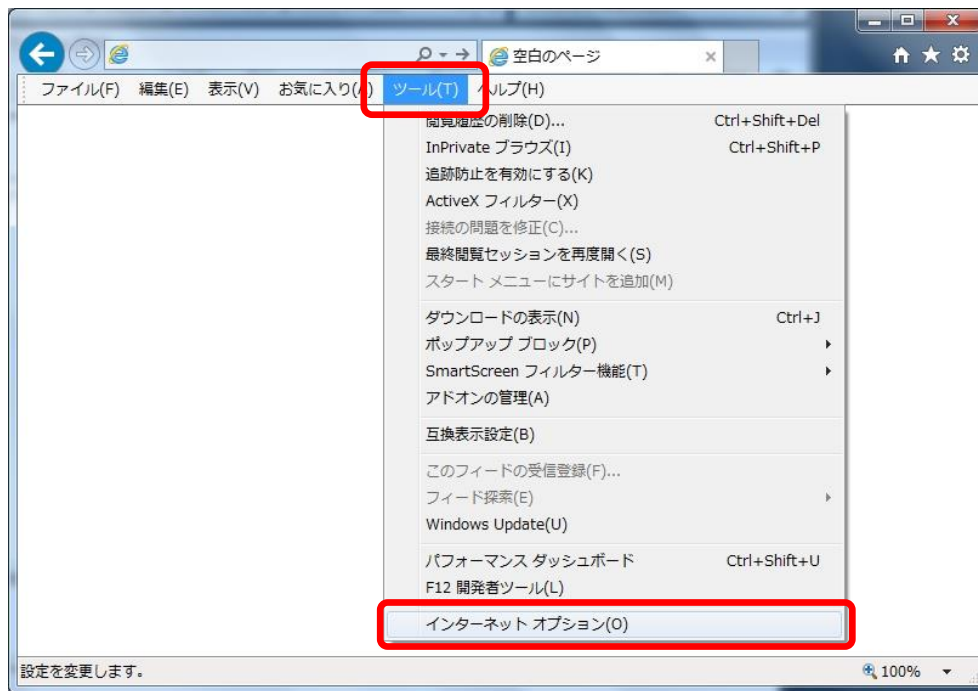 空白のページ
ファイル(F) 編集(E) 表示(V) お気に入り(A) ツール(T) ヘルプ(H)
閲覧履歴の削除(D)... Ctrl+Shift+Del
InPrivate ブラウズ(I) Ctrl+Shift+P
追跡防止を有効にする(K)
ActiveX フィルター(X)
接続の問題を修正(C)...
最終閲覧セッションを再度開く(S)
スタート メニューにサイトを追加(M)
ダウンロードの表示(N) Ctrl+J
ポップアップ ブロック(P)
SmartScreen フィルター機能(T)
アドオンの管理(A)
互換表示設定(B)
このフィードの受信登録(F)...
フィード探索(E)
Windows Update(U)
パフォーマンス ダッシュボード Ctrl+Shift+U
F12 開発者ツール(L)
インターネット オプション(O)
設定を変更します。 100%